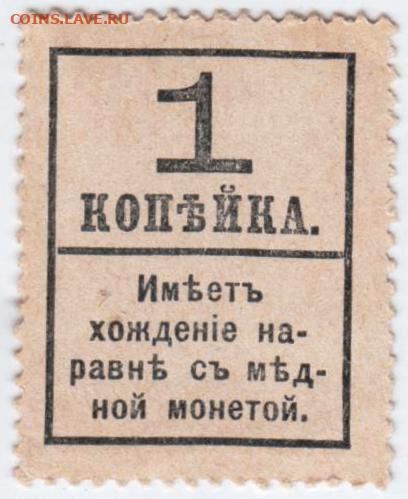 COINS.LAVE.RU
1
КОПѢЙКА.
Имѣетъ
хожденіе на-
равнѣ съ мѣд-
ной монетой.